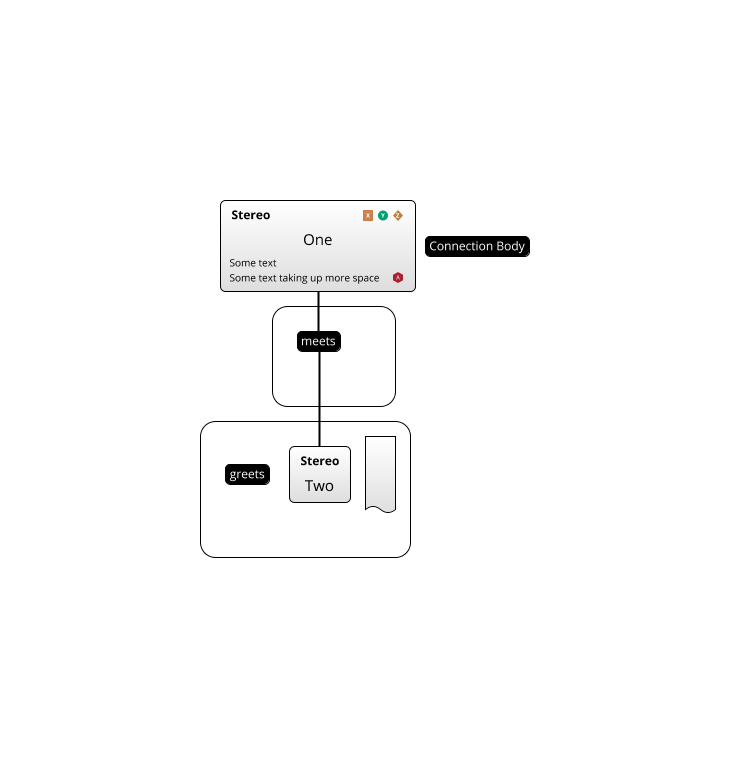 Stereo
X Y Z
One
Connection Body
Some text
Some text taking up more space
A
meets
Stereo
greets
Two